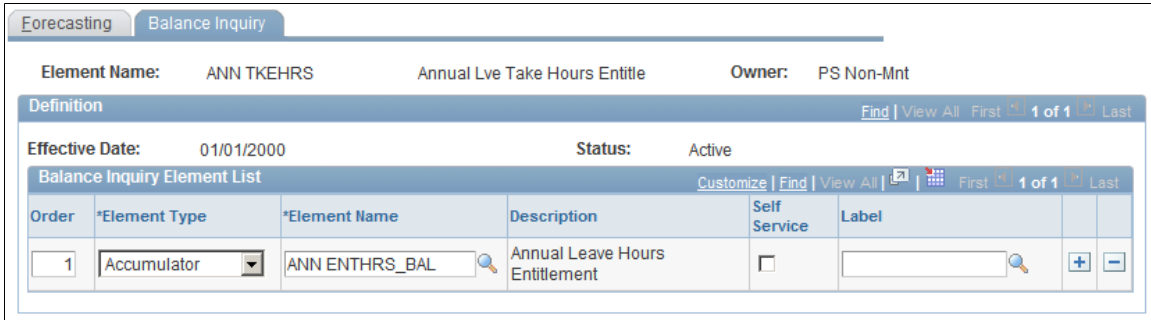 Forecasting Balance Inquiry
Element Name: ANN TKEHRS Annual Lve Take Hours Entitle Owner: PS Non-Mnt
Definition Find | View All First 1 of 1 Last
Effective Date: 01/01/2000 Status: Active
Balance Inquiry Element List Customize | Find | View All | | First 1 of 1 Last
Order *Element Type *Element Name Description Self Service Label
1 Accumulator ANN ENTHRS_BAL Annual Leave Hours Entitlement